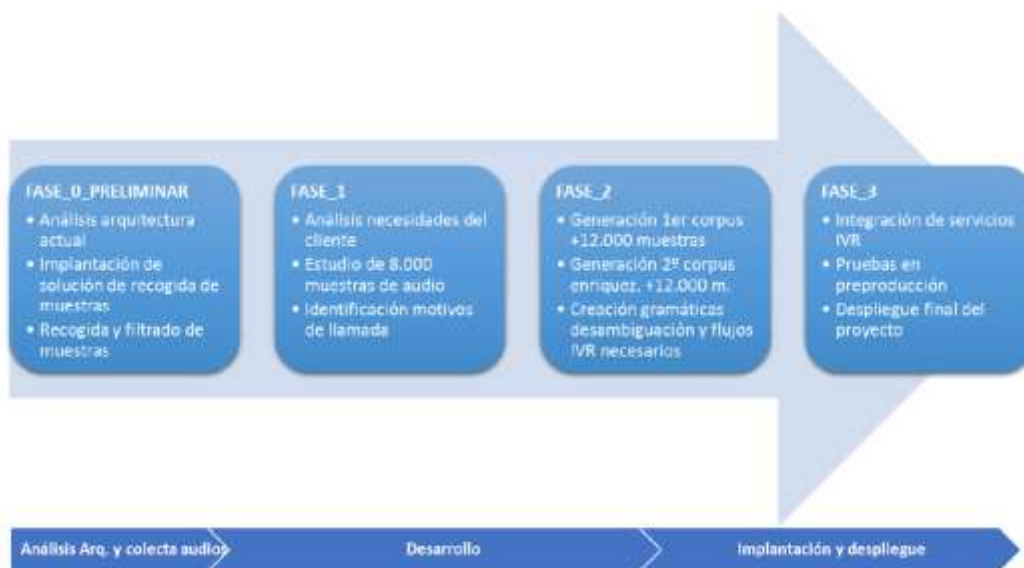 FASE_0_PRELIMINAR
• Análisis arquitectura
actual
• Implantación de
solución de recogida de
muestras
• Recogida y filtrado de
muestras
FASE_1
• Análisis necesidades del
cliente
• Estudio de 8.000
muestras de audio
• Identificación motivos
de llamada
FASE_2
• Generación 1er corpus
+12.000 muestras
• Generación 2º corpus
enriquez. +12.000 m.
• Creación gramáticas
desambiguación y flujos
IVR necesarios
FASE_3
• Integración de servicios
IVR
• Pruebas en
preproducción
• Despliegue final del
proyecto
Análisis Arq. y colecta audios
Desarrollo
Implantación y despliegue